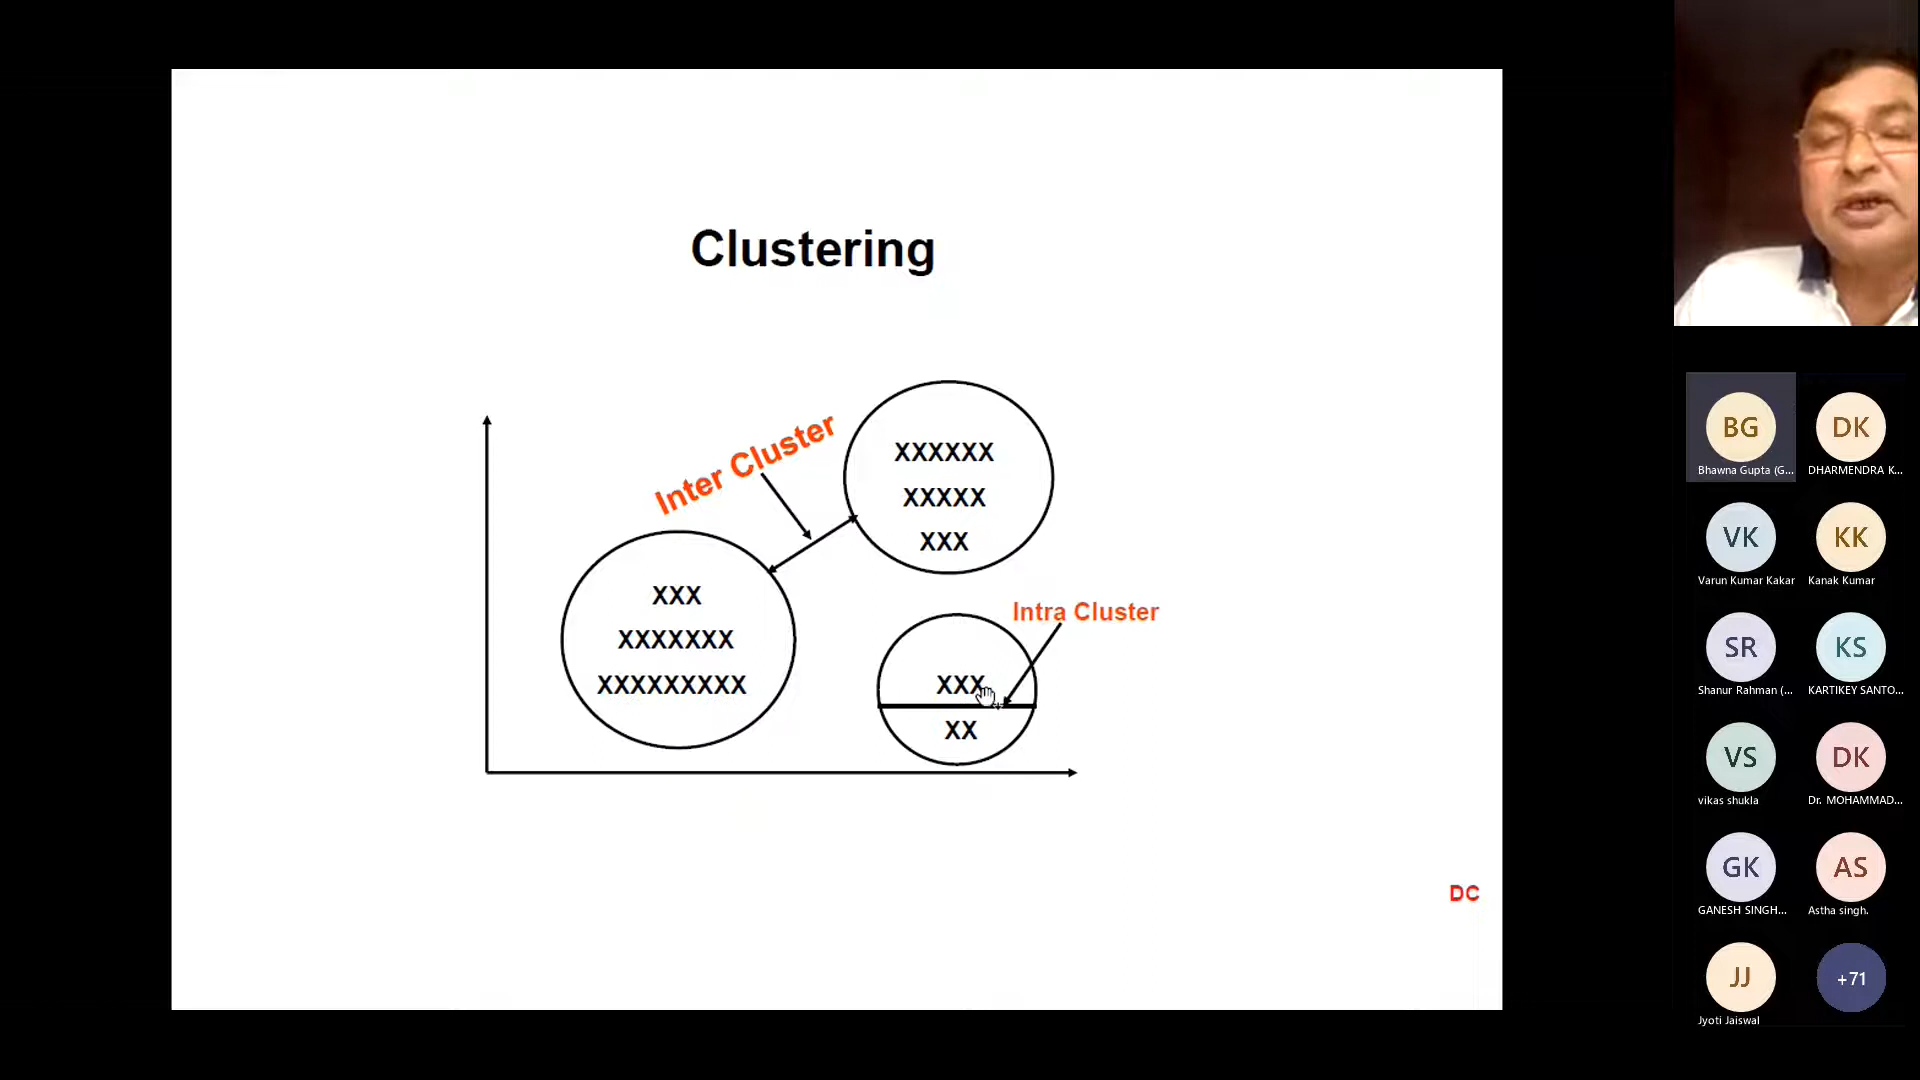 Clustering
Inter Cluster
XXXXXX
XXXXX
XXX
XXX
XXXXXXX
XXXXXXXXX
Intra Cluster
XXX
XX
DC
BG
Bhawna Gupta (G...
DK
DHARMENDRA K...
VK
Varun Kumar Kakar
KK
Kanak Kumar
SR
Shanur Rahman (...
KS
KARTIKEY SANTO...
VS
vikas shukla
DK
Dr. MOHAMMAD...
GK
GANESH SINGH...
AS
Astha singh.
JJ
Jyoti Jaiswal
+71